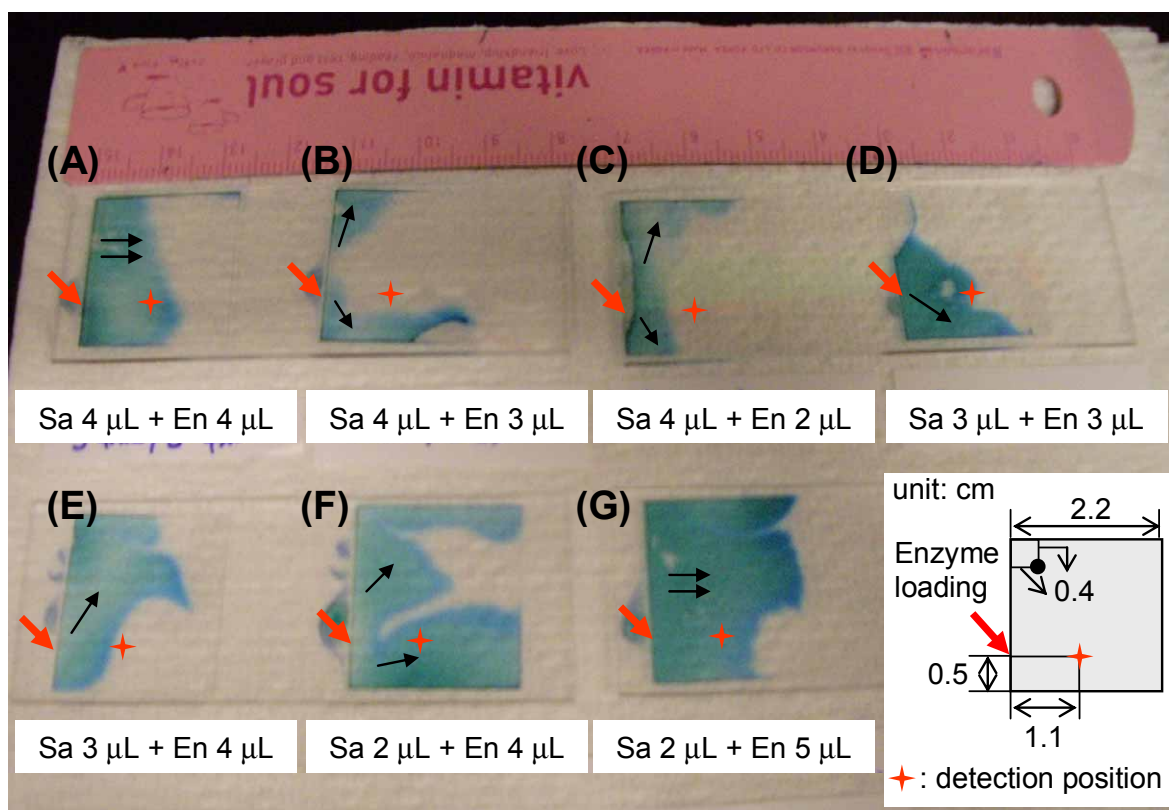 vitamin for soul
(A)
(B)
(C)
(D)
Sa 4 μL + En 4 μL
Sa 4 μL + En 3 μL
Sa 4 μL + En 2 μL
Sa 3 μL + En 3 μL
(E)
(F)
(G)
Sa 3 μL + En 4 μL
Sa 2 μL + En 4 μL
Sa 2 μL + En 5 μL
unit: cm
2.2
Enzyme
loading
0.4
0.5
1.1
: detection position